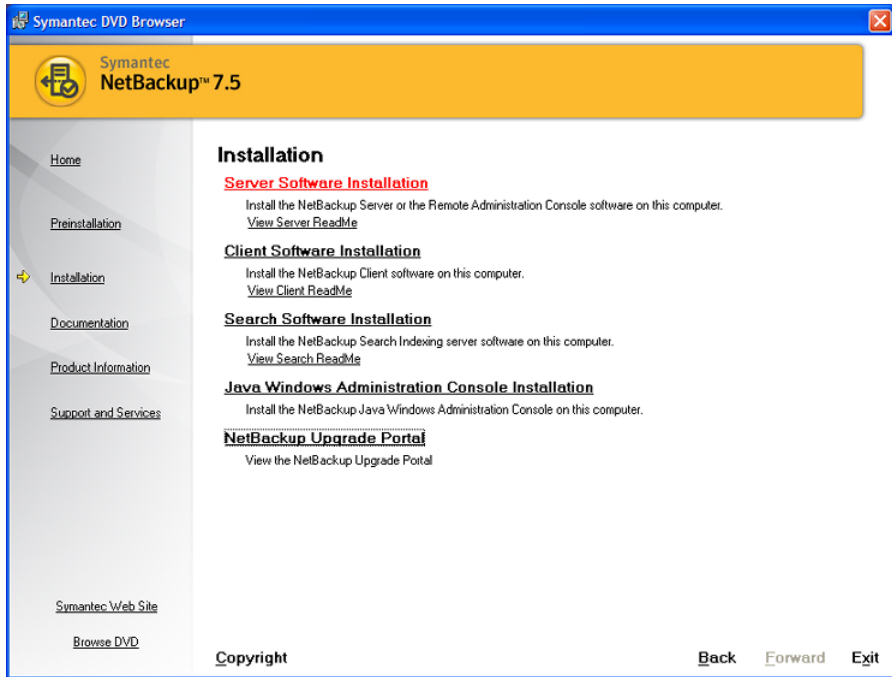 Symantec DVD Browser
Symantec
NetBackup™ 7.5
Home
Preinstallation
Installation
Documentation
Product Information
Support and Services
Symantec Web Site
Browse DVD
Installation
Server Software Installation
Install the NetBackup Server or the Remote Administration Console software on this computer.
View Server ReadMe
Client Software Installation
Install the NetBackup Client software on this computer.
View Client ReadMe
Search Software Installation
Install the NetBackup Search Indexing server software on this computer.
View Search ReadMe
Java Windows Administration Console Installation
Install the NetBackup Java Windows Administration Console on this computer.
NetBackup Upgrade Portal
View the NetBackup Upgrade Portal
Copyright
Back
Forward
Exit